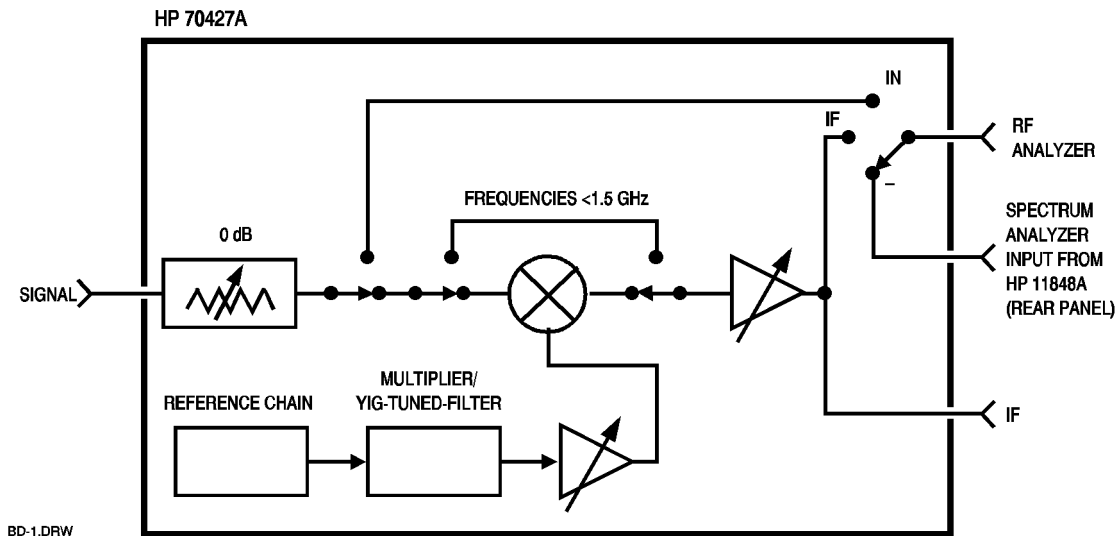 HP 70427A
IN
IF
RF
ANALYZER
FREQUENCIES <1.5 GHz
–
SPECTRUM
ANALYZER
INPUT FROM
HP 11848A
(REAR PANEL)
0 dB
SIGNAL
MULTIPLIER/
YIG-TUNED-FILTER
REFERENCE CHAIN
IF
BD-1.DRW